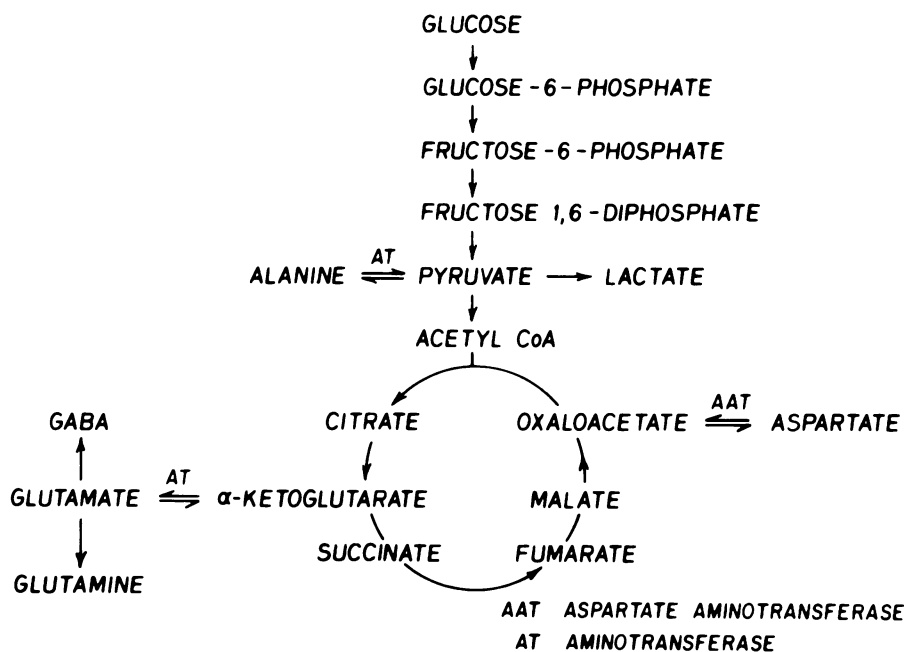 GLUCOSE
GLUCOSE-6-PHOSPHATE
FRUCTOSE-6-PHOSPHATE
FRUCTOSE 1,6-DIPHOSPHATE
AT
ALANINE PYRUVATE LACTATE
ACETYL CoA
AAT
GABA CITRATE OXALOACETATE ASPARTATE
AT
GLUTAMATE α-KETOGLUTARATE MALATE
SUCCINATE FUMARATE
GLUTAMINE
AAT ASPARTATE AMINOTRANSFERASE
AT AMINOTRANSFERASE